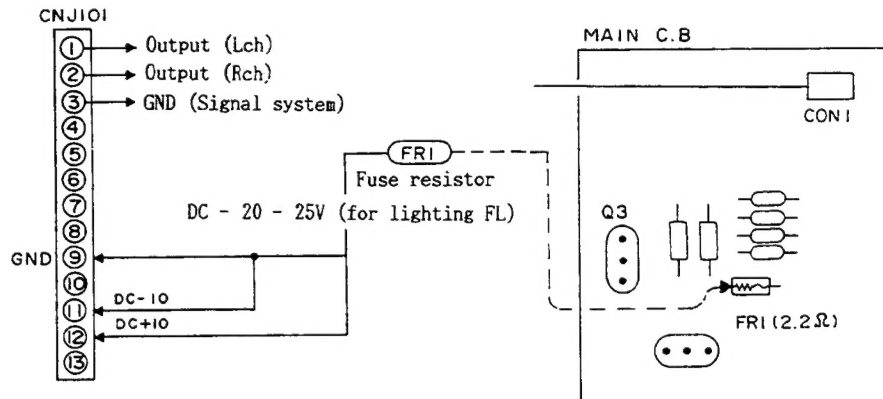 CNJ101
① Output (Lch)
② Output (Rch)
③ GND (Signal system)
④
⑤
⑥
⑦
⑧
GND ⑨
⑩
⑪ DC-10
⑫ DC+10
⑬
FR1
Fuse resistor
DC - 20 - 25V (for lighting FL)
MAIN C.B
CON1
Q3
FR1 (2.2Ω)